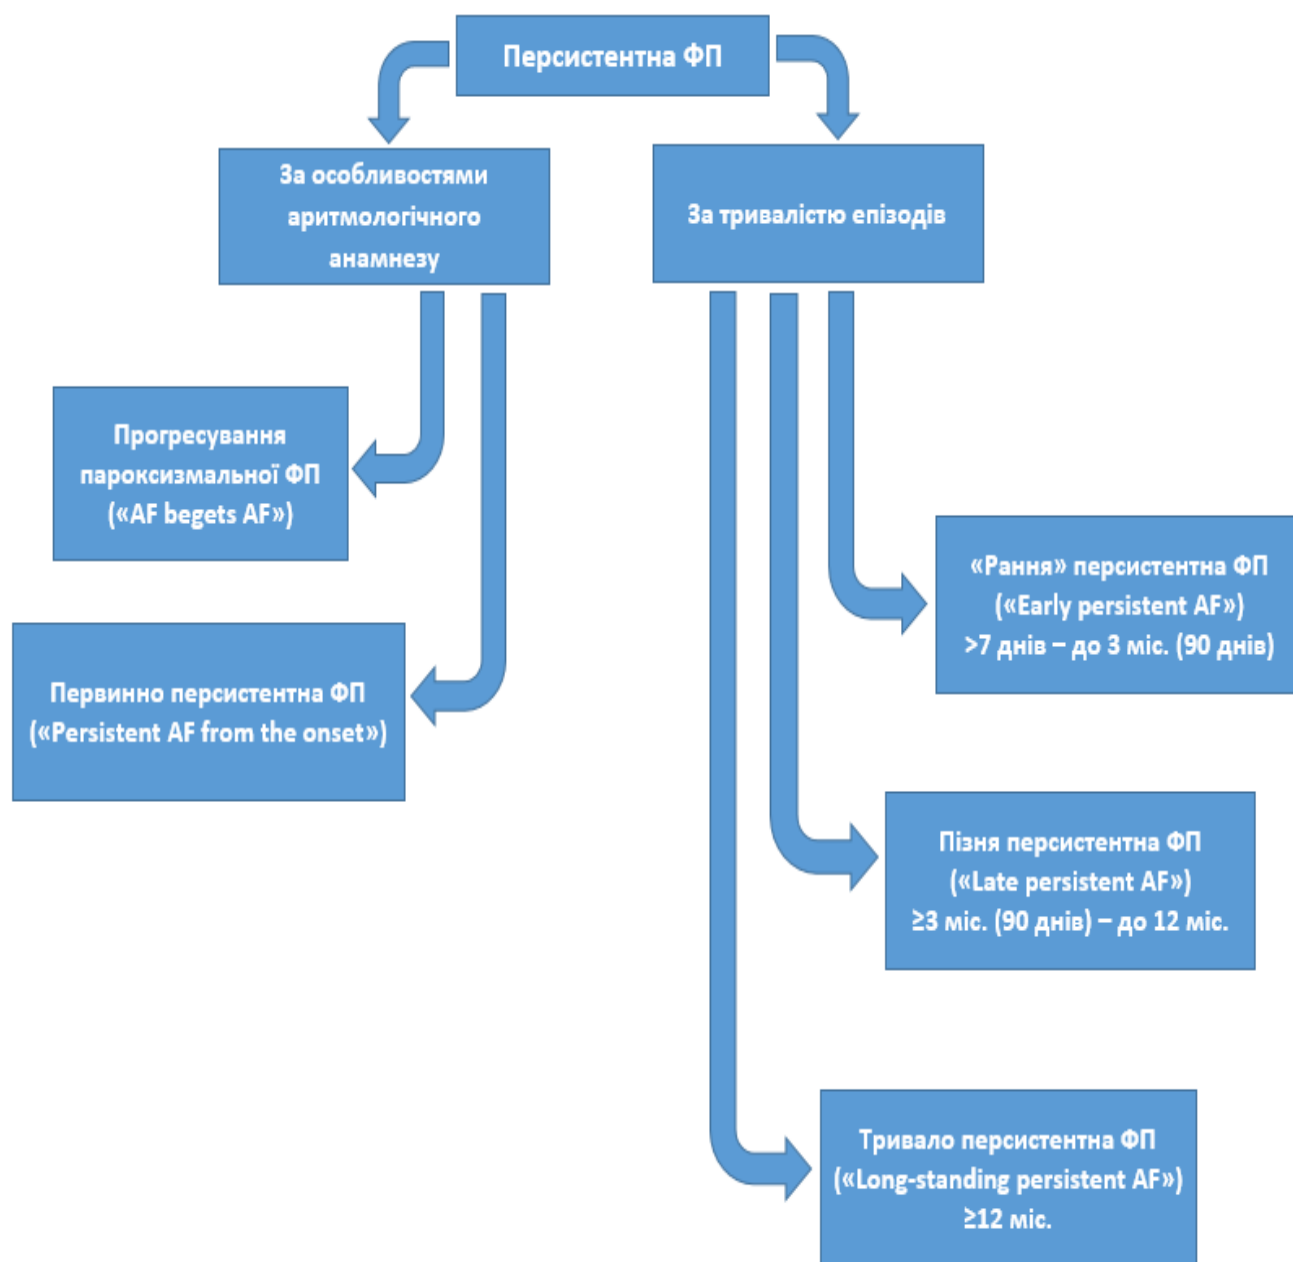 Персистентна ФП
За особливостями
аритмологічного
анамнезу
За тривалістю епізодів
Прогресування
пароксизмальної ФП
(«AF begets AF»)
Первинно персистентна ФП
(«Persistent AF from the onset»)
«Рання» персистентна ФП
(«Early persistent AF»)
>7 днів – до 3 міс. (90 днів)
Пізня персистентна ФП
(«Late persistent AF»)
≥3 міс. (90 днів) – до 12 міс.
Тривало персистентна ФП
(«Long-standing persistent AF»)
≥12 міс.